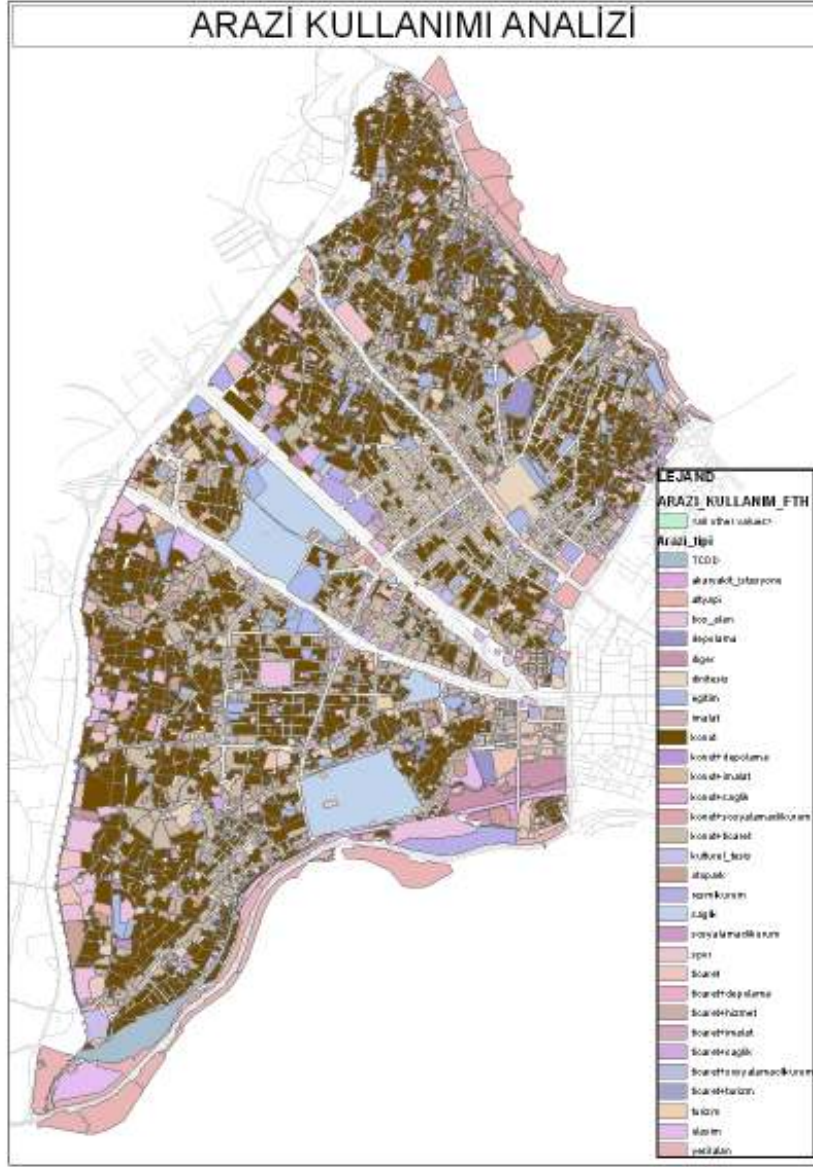 ARAZİ KULLANIMI ANALİZİ
LEJAND
ARAZI_KULLANIM_FTH
<all other values>
Arazi_tipi
TCDD
akaryakit_istasyonu
altyapi
bos_alan
depolama
diger
dinitesis
egitim
imalat
konut
konut+depolama
konut+imalat
konut+saglik
konut+sosyalamaclikurum
konut+ticaret
kulturel_tesis
otopark
resmikurum
saglik
sosyalamaclikurum
spor
ticaret
ticaret+depolama
ticaret+hizmet
ticaret+imalat
ticaret+saglik
ticaret+sosyalamaclikurum
ticaret+turizm
turizm
ulasim
yesilalan